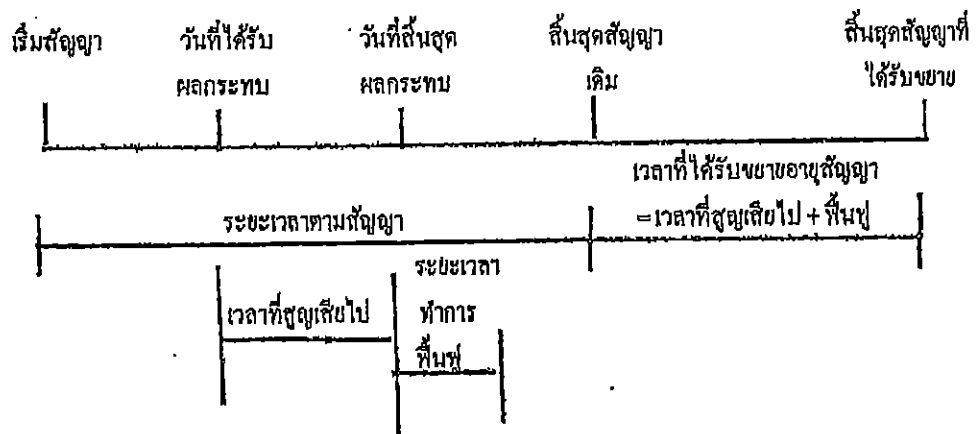 เริ่มสัญญา วันที่ได้รับ วันที่สิ้นสุด สิ้นสุดสัญญา สิ้นสุดสัญญาที่
ผลกระทบ ผลกระทบ เดิม ได้รับขยาย
เวลาที่ได้รับขยายอายุสัญญา
ระยะเวลาตามสัญญา =เวลาที่สูญเสียไป + ฟื้นฟู
ระยะเวลา
เวลาที่สูญเสียไป ทำการ
ฟื้นฟู